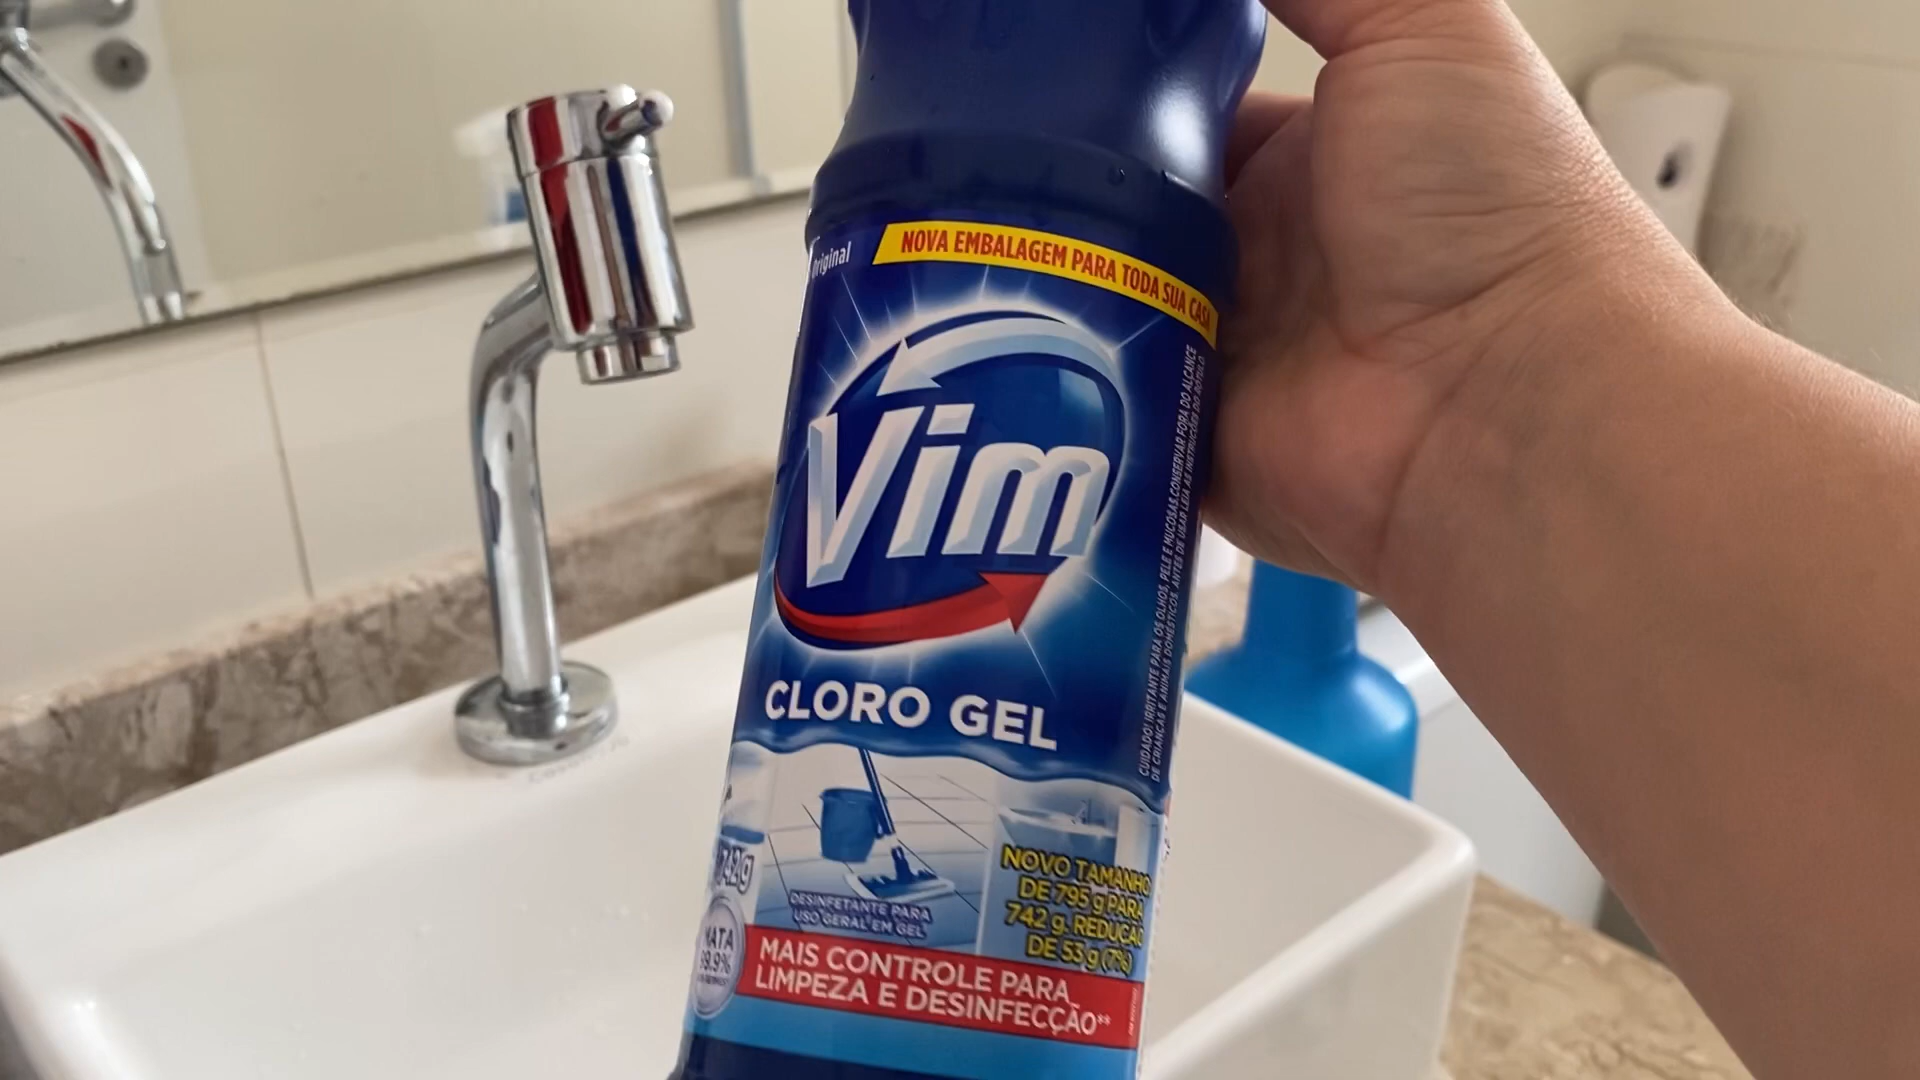 Original
NOVA EMBALAGEM PARA TODA SUA CASA
Vim
CLORO GEL
CUIDADO! IRRITANTE PARA OS OLHOS, PELE E MUCOSAS. CONSERVAR FORA DO ALCANCE
DE CRIANÇAS E ANIMAIS DOMÉSTICOS. ANTES DE USAR LEIA AS INSTRUÇÕES DO RÓTULO.
742g
DESINFETANTE PARA
USO GERAL EM GEL
NOVO TAMANHO
DE 795 g PARA
742 g. REDUÇÃO
DE 53 g (7%)
MATA
99,9%
MAIS CONTROLE PARA
LIMPEZA E DESINFECÇÃO**